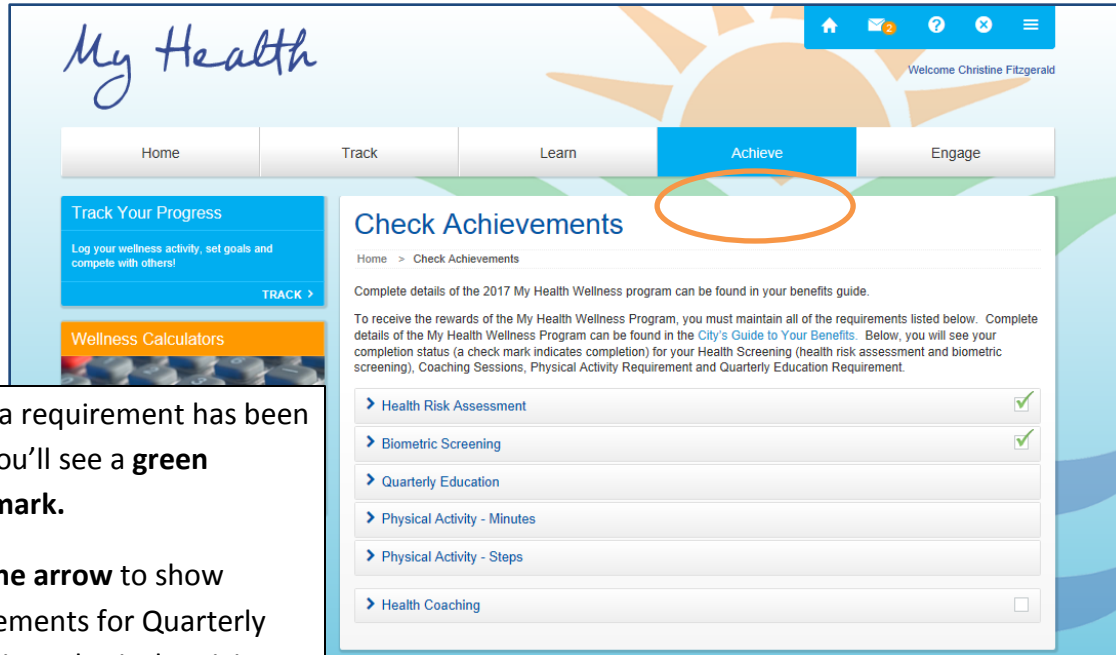 My Health
2
Welcome Christine Fitzgerald
Home
Track
Learn
Achieve
Engage
Track Your Progress
Log your wellness activity, set goals and
compete with others!
TRACK >
Wellness Calculators
Check Achievements
Home > Check Achievements
Complete details of the 2017 My Health Wellness program can be found in your benefits guide.
To receive the rewards of the My Health Wellness Program, you must maintain all of the requirements listed below. Complete
details of the My Health Wellness Program can be found in the City's Guide to Your Benefits. Below, you will see your
completion status (a check mark indicates completion) for your Health Screening (health risk assessment and biometric
screening), Coaching Sessions, Physical Activity Requirement and Quarterly Education Requirement.
Health Risk Assessment
Biometric Screening
Quarterly Education
Physical Activity - Minutes
Physical Activity - Steps
Health Coaching
a requirement has been
you'll see a green
mark.
arrow to show
ements for Quarterly